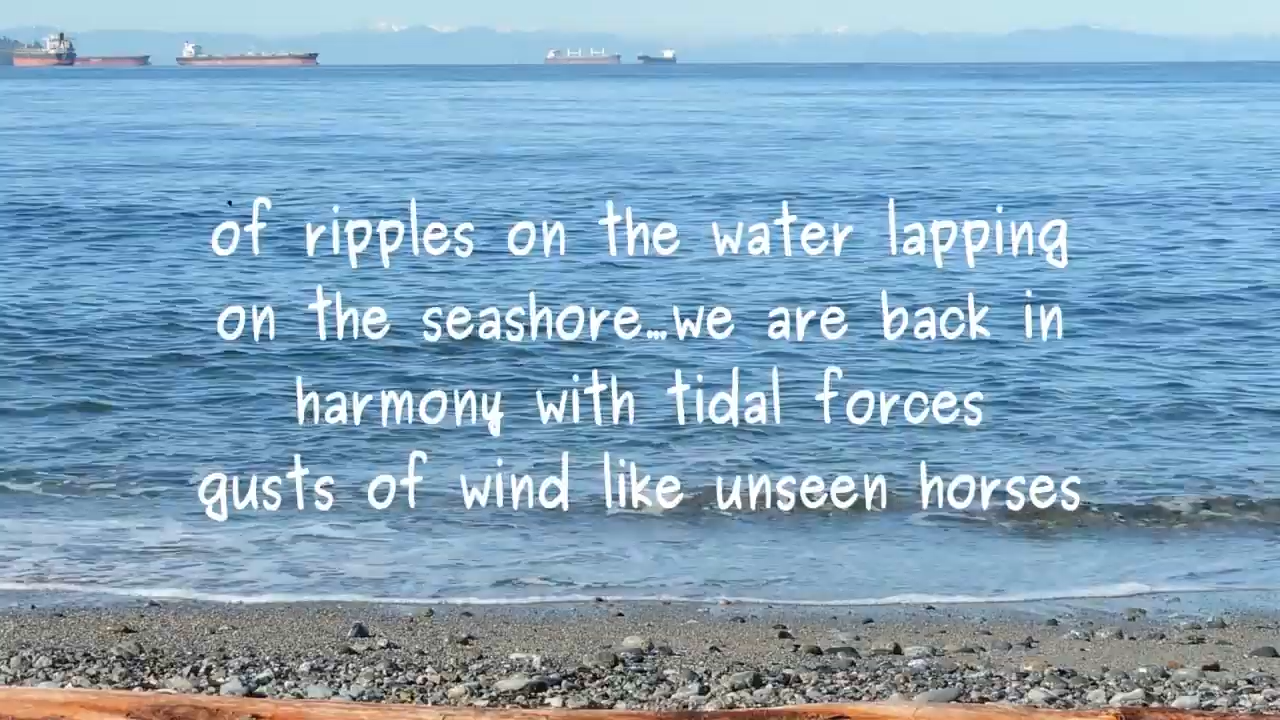 of ripples on the water lapping
on the seashore...we are back in
harmony with tidal forces
gusts of wind like unseen horses